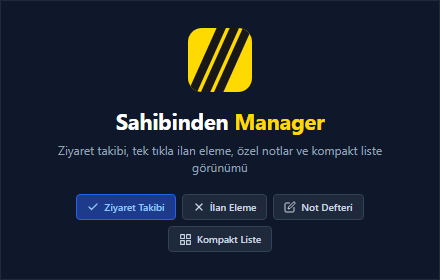 Sahibinden Manager
Ziyaret takibi, tek tıkla ilan eleme, özel notlar ve kompakt liste
görünümü
Ziyaret Takibi
İlan Eleme
Not Defteri
Kompakt Liste